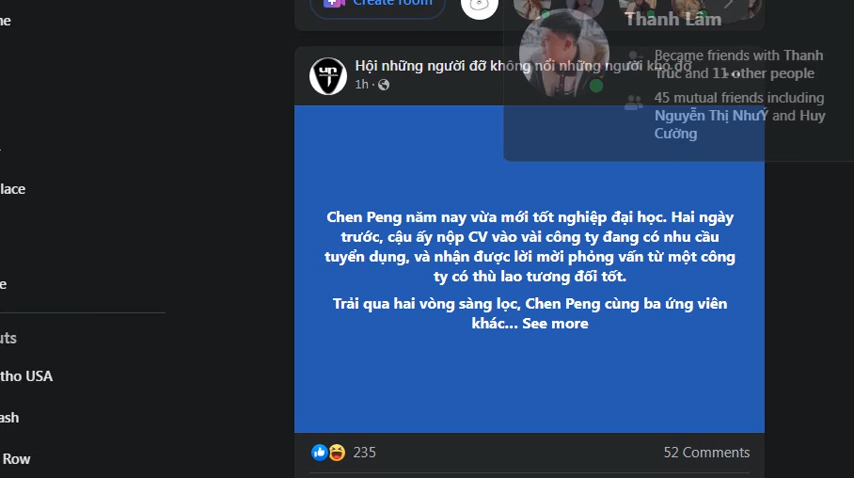 ne
Create room
Thành Lâm
Became friends with Thanh
Trúc and 11 other people
45 mutual friends including
Nguyễn Thị NhưÝ and Huy
Cường
Hội những người đỡ không nổi những người khó đỡ
1h ·
lace
e
uts
tho USA
ash
Row
Chen Peng năm nay vừa mới tốt nghiệp đại học. Hai ngày
trước, cậu ấy nộp CV vào vài công ty đang có nhu cầu
tuyển dụng, và nhận được lời mời phỏng vấn từ một công
ty có thù lao tương đối tốt.
Trải qua hai vòng sàng lọc, Chen Peng cùng ba ứng viên
khác... See more
235
52 Comments